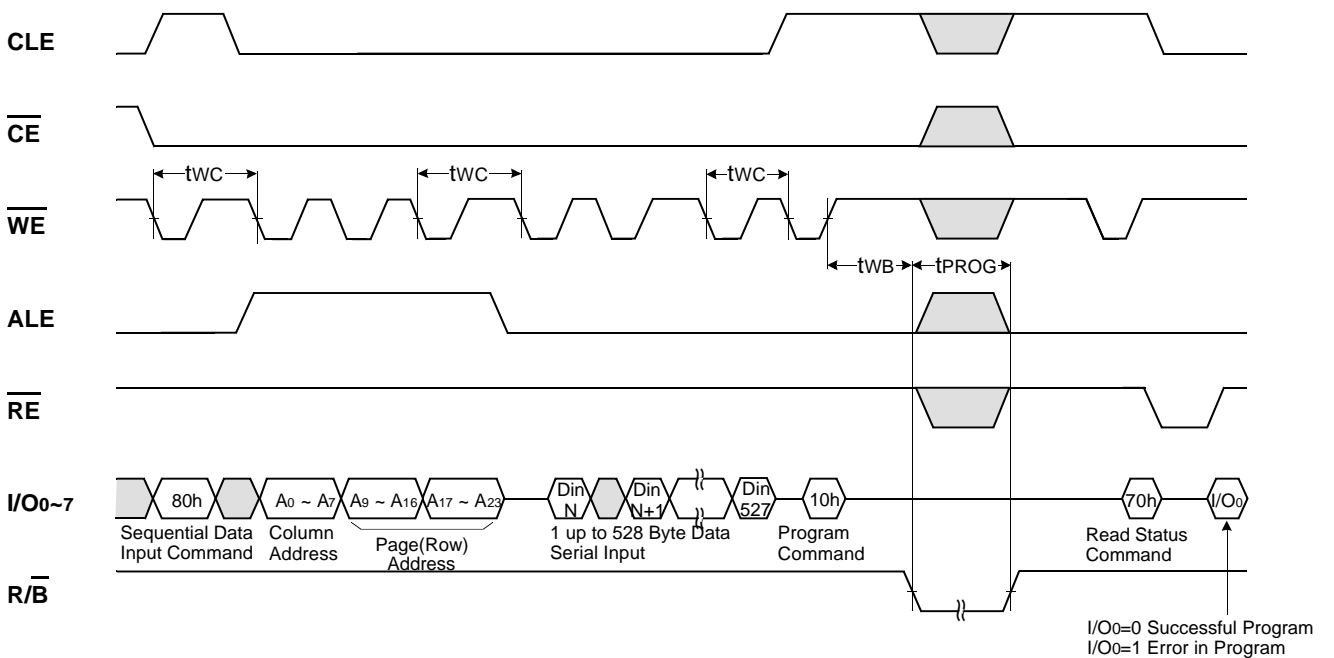 CLE
CE
tWC tWC tWC
WE
tWB tPROG
ALE
RE
I/O0~7 80h A0 ~ A7 A9 ~ A16 A17 ~ A23 Din N Din N+1 Din 527 10h 70h I/O0
Sequential Data Input Command
Column Address
Page(Row) Address
1 up to 528 Byte Data Serial Input
Program Command
Read Status Command
R/B
I/O0=0 Successful Program
I/O0=1 Error in Program